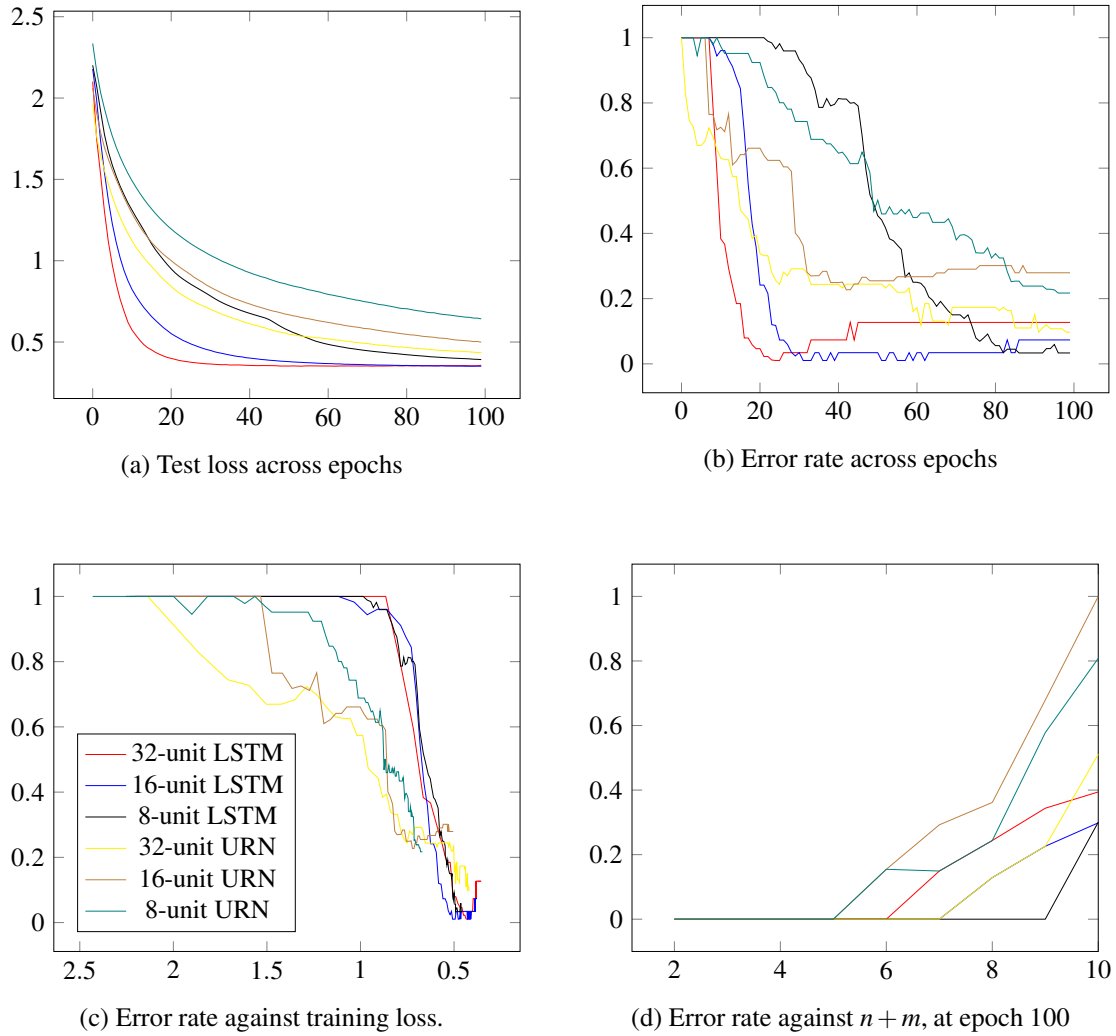 2.5
2
1.5
1
0.5
0 20 40 60 80 100
(a) Test loss across epochs
1
0.8
0.6
0.4
0.2
0
0 20 40 60 80 100
(b) Error rate across epochs
1
0.8
0.6
0.4
0.2
0
32-unit LSTM
16-unit LSTM
8-unit LSTM
32-unit URN
16-unit URN
8-unit URN
2.5 2 1.5 1 0.5
(c) Error rate against training loss.
1
0.8
0.6
0.4
0.2
0
2 4 6 8 10
(d) Error rate against n+m, at epoch 100